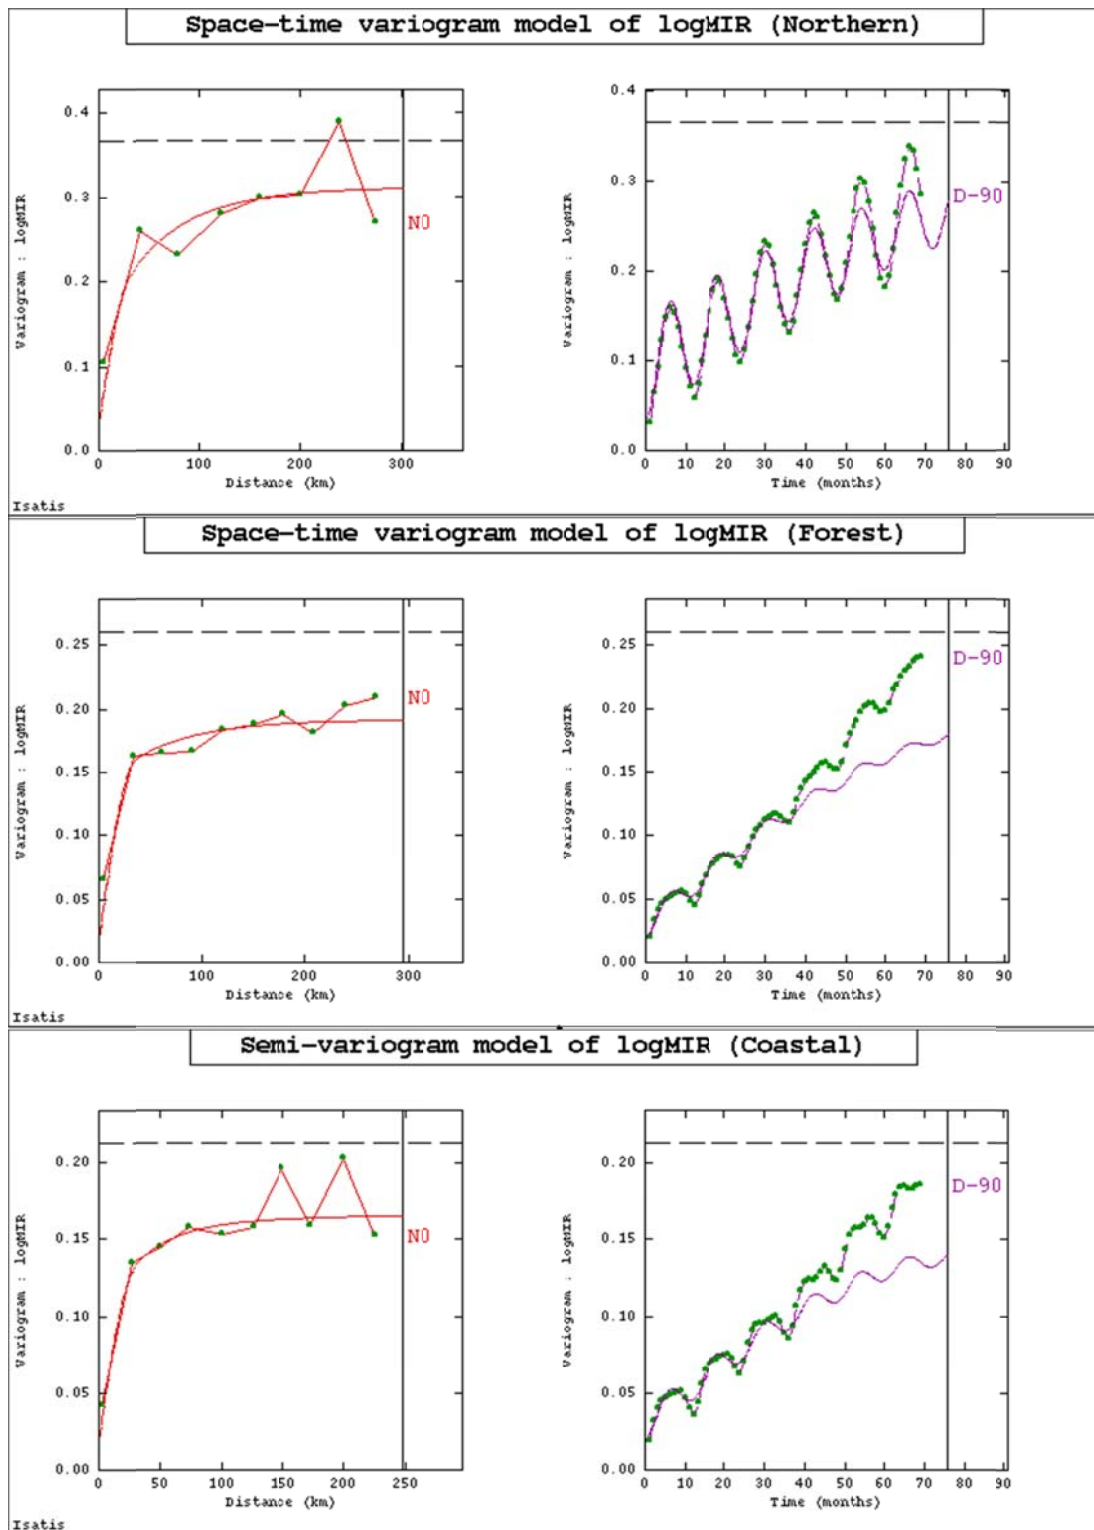 Space-time variogram model of logMIR (Northern)
Variogram : logMIR
0.4
0.3
0.2
0.1
0.0
0 100 200 300
Distance (km)
N0
Variogram : logMIR
0.4
0.3
0.2
0.1
0.0
0 10 20 30 40 50 60 70 80 90
Time (months)
D-90
Isatis
Space-time variogram model of logMIR (Forest)
Variogram : logMIR
0.25
0.20
0.15
0.10
0.05
0.00
0 100 200 300
Distance (km)
N0
Variogram : logMIR
0.25
0.20
0.15
0.10
0.05
0.00
0 10 20 30 40 50 60 70 80 90
Time (months)
D-90
Isatis
Semi-variogram model of logMIR (Coastal)
Variogram : logMIR
0.20
0.15
0.10
0.05
0.00
0 50 100 150 200 250
Distance (km)
N0
Variogram : logMIR
0.20
0.15
0.10
0.05
0.00
0 10 20 30 40 50 60 70 80 90
Time (months)
D-90
Isatis